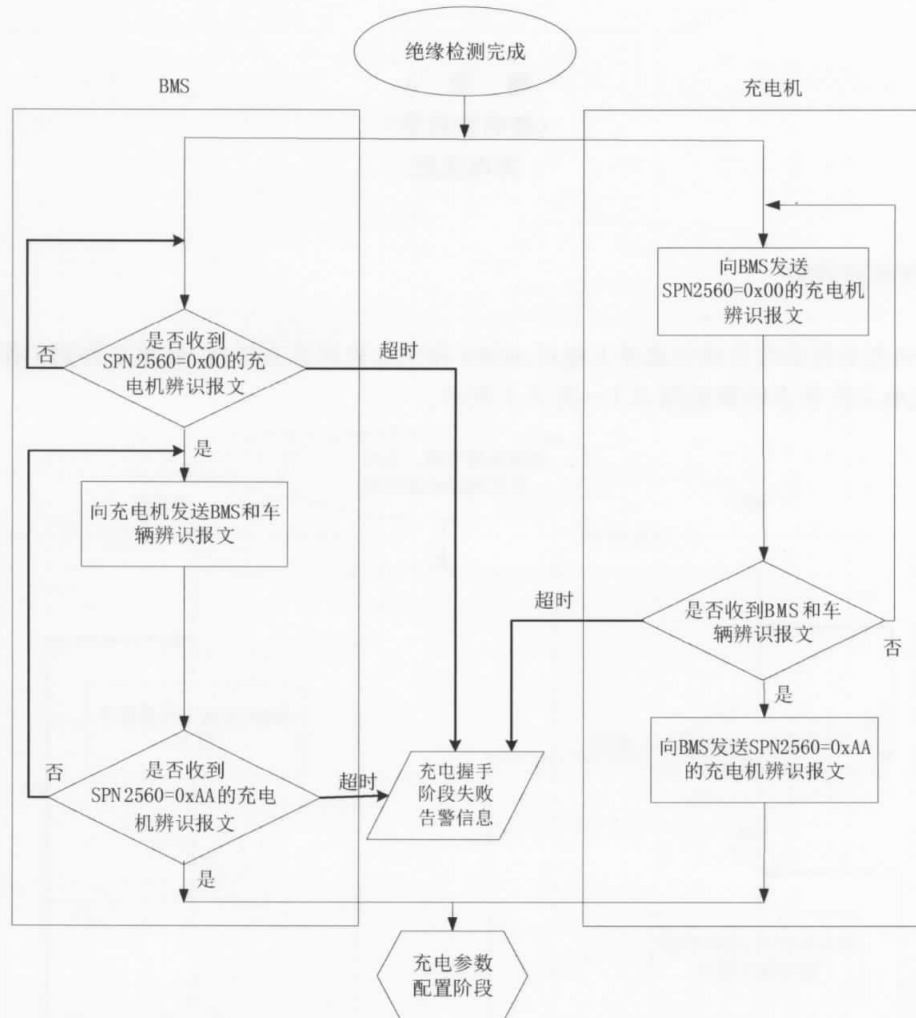 绝缘检测完成
BMS
充电机
向BMS发送
SPN2560=0x00的充电机
辨识报文
是否收到
SPN2560=0x00的充
电机辨识报文
否
超时
是
向充电机发送BMS和车
辆辨识报文
超时
是否收到BMS和车
辆辨识报文
否
是
向BMS发送SPN2560=0xAA
的充电机辨识报文
否
是否收到
SPN2560=0xAA的充电
机辨识报文
超时
充电握手
阶段失败
告警信息
是
充电参数
配置阶段